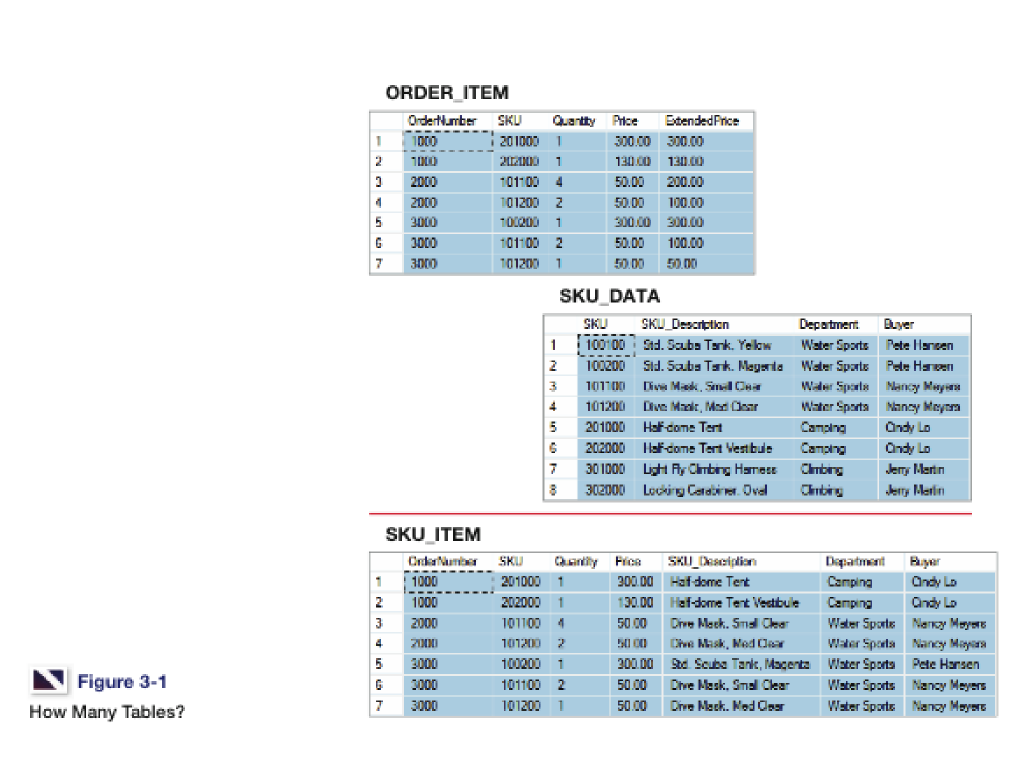 ORDER_ITEM
OrderNumber SKU Quantity Price ExtendedPrice
1 1000 201000 1 300.00 300.00
2 1000 202000 1 130.00 130.00
3 2000 101100 4 50.00 200.00
4 2000 101200 2 50.00 100.00
5 3000 100200 1 300.00 300.00
6 3000 101100 2 50.00 100.00
7 3000 101200 1 50.00 50.00
SKU_DATA
SKU SKU_Description Department Buyer
1 100100 Std. Scuba Tank, Yellow Water Sports Pete Hansen
2 100200 Std. Scuba Tank, Magenta Water Sports Pete Hansen
3 101100 Dive Mask, Small Clear Water Sports Nancy Meyers
4 101200 Dive Mask, Med Clear Water Sports Nancy Meyers
5 201000 Half-dome Tent Camping Cindy Lo
6 202000 Half-dome Tent Vestibule Camping Cindy Lo
7 301000 Light Fly Climbing Harness Climbing Jerry Martin
8 302000 Locking Carabiner, Oval Climbing Jerry Martin
SKU_ITEM
OrderNumber SKU Quantity Price SKU_Description Department Buyer
1 1000 201000 1 300.00 Half-dome Tent Camping Cindy Lo
2 1000 202000 1 130.00 Half-dome Tent Vestibule Camping Cindy Lo
3 2000 101100 4 50.00 Dive Mask, Small Clear Water Sports Nancy Meyers
4 2000 101200 2 50.00 Dive Mask, Med Clear Water Sports Nancy Meyers
5 3000 100200 1 300.00 Std. Scuba Tank, Magenta Water Sports Pete Hansen
6 3000 101100 2 50.00 Dive Mask, Small Clear Water Sports Nancy Meyers
7 3000 101200 1 50.00 Dive Mask, Med Clear Water Sports Nancy Meyers
Figure 3-1
How Many Tables?